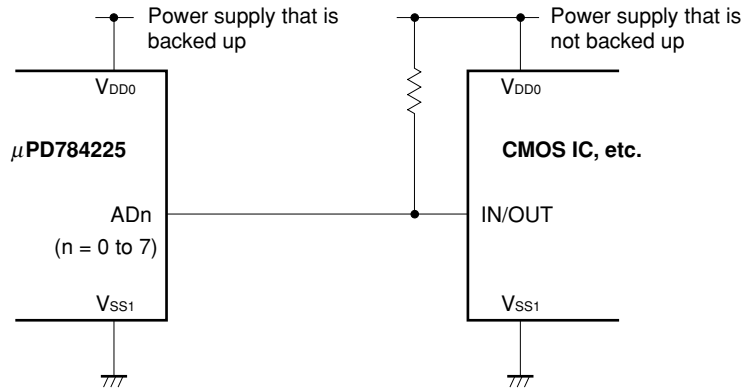 Power supply that is
backed up
Power supply that is
not backed up
VDD0
VDD0
µPD784225
CMOS IC, etc.
ADn
IN/OUT
(n = 0 to 7)
VSS1
VSS1